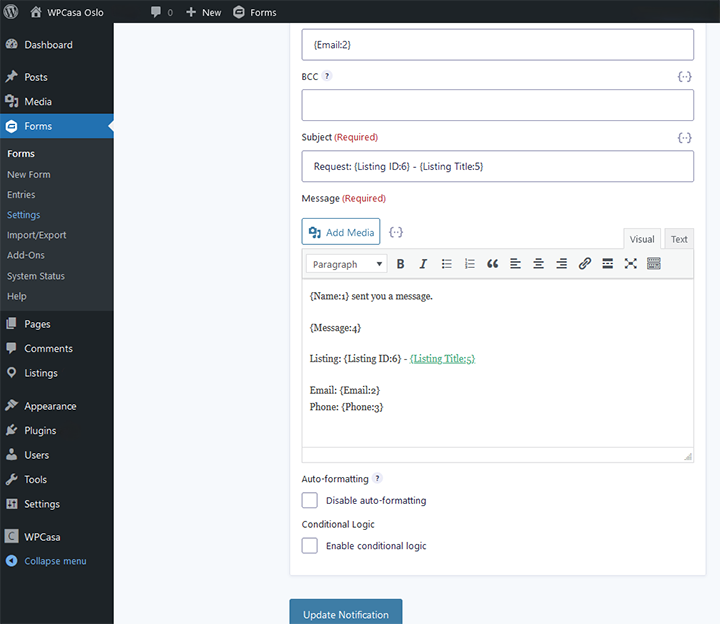 WPCasa Oslo
0
New
Forms
Dashboard
Posts
Media
Forms
Forms
New Form
Entries
Settings
Import/Export
Add-Ons
System Status
Help
Pages
Comments
Listings
Appearance
Plugins
Users
Tools
Settings
C WPCasa
Collapse menu
{Email:2}
BCC ? {··}
Subject (Required) {··}
Request: {Listing ID:6} - {Listing Title:5}
Message (Required)
Add Media {··}
Visual Text
Paragraph B I
{Name:1} sent you a message.
{Message:4}
Listing: {Listing ID:6} - {Listing Title:5}
Email: {Email:2}
Phone: {Phone:3}
Auto-formatting ?
Disable auto-formatting
Conditional Logic
Enable conditional logic
Update Notification